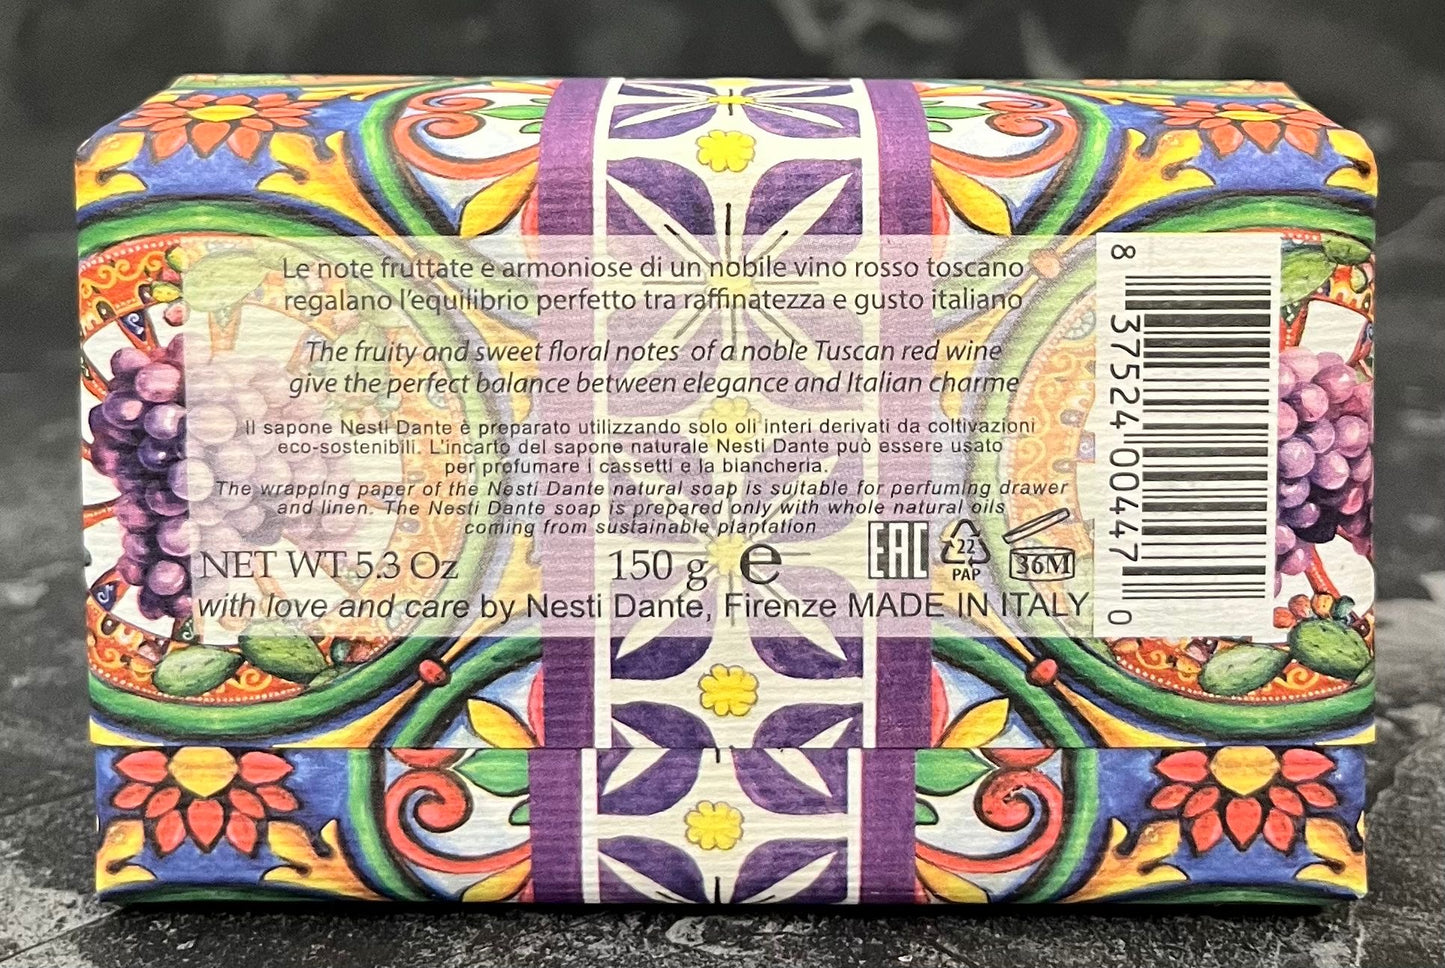 Le note fruttate e armoniose di un nobile vino rosso toscano
regalano l'equilibrio perfetto tra raffinatezza e gusto italiano
The fruity and sweet floral notes of a noble Tuscan red wine
give the perfect balance between elegance and Italian charme
Il sapone Nesti Dante è preparato utilizzando solo oli interi derivati da coltivazioni
eco-sostenibili. L'incarto del sapone naturale Nesti Dante può essere usato
per profumare i cassetti e la biancheria.
The wrapping paper of the Nesti Dante natural soap is suitable for perfuming drawer
and linen. The Nesti Dante soap is prepared only with whole natural oils
coming from sustainable plantation
NET WT 5.3 Oz 150 g e EAC 22 PAP 36M
with love and care by Nesti Dante, Firenze MADE IN ITALY
8 37524 00447 0